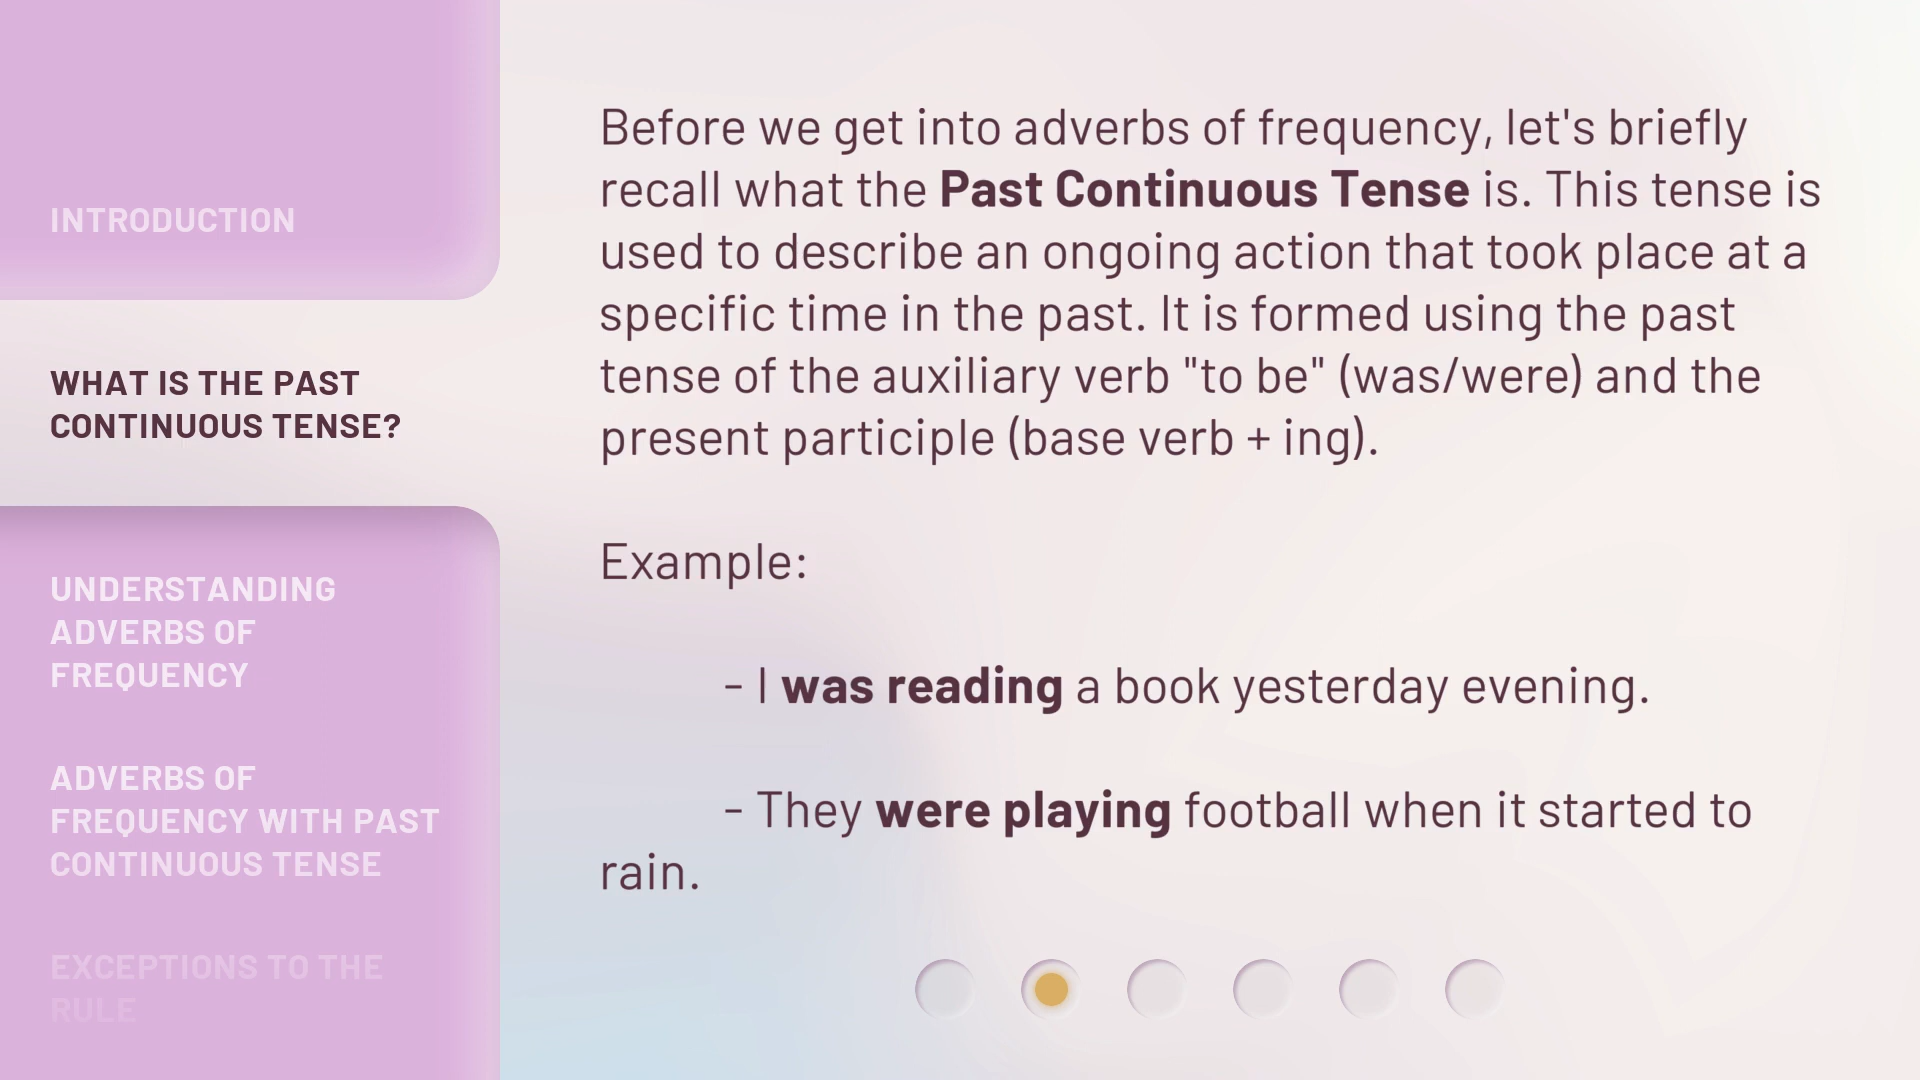 INTRODUCTION
WHAT IS THE PAST
CONTINUOUS TENSE?
UNDERSTANDING
ADVERBS OF
FREQUENCY
ADVERBS OF
FREQUENCY WITH PAST
CONTINUOUS TENSE
EXCEPTIONS TO THE
RULE
Before we get into adverbs of frequency, let's briefly
recall what the Past Continuous Tense is. This tense is
used to describe an ongoing action that took place at a
specific time in the past. It is formed using the past
tense of the auxiliary verb "to be" (was/were) and the
present participle (base verb + ing).
Example:
- I was reading a book yesterday evening.
- They were playing football when it started to
rain.